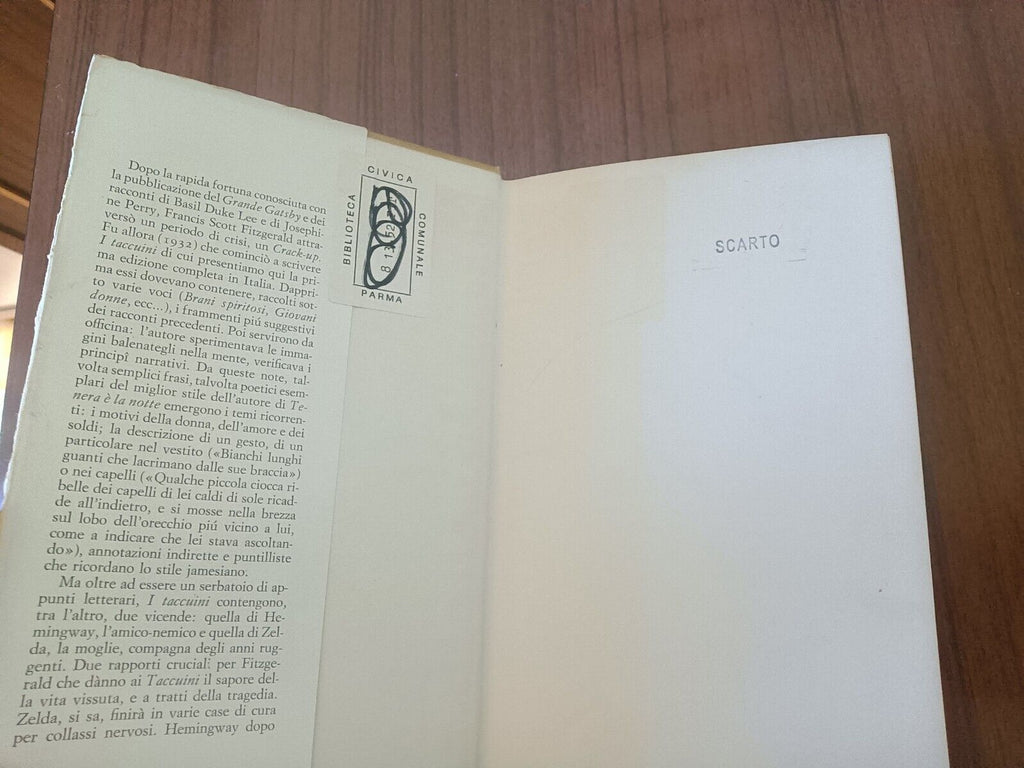 Dopo la rapida fortuna conosciuta con
la pubblicazione del Grande Gatsby e dei
racconti di Basil Duke Lee e di Josephi-
ne Perry, Francis Scott Fitzgerald attra-
versò un periodo di crisi, un Crack-up.
Fu allora (1932) che cominciò a scrivere
I taccuini di cui presentiamo qui la pri-
ma edizione completa in Italia. Dappri-
ma essi dovevano contenere, raccolti sot-
to varie voci (Brani spiritosi, Giovani
donne, ecc...), i frammenti piú suggestivi
dei racconti precedenti. Poi servirono da
officina: l'autore sperimentava le imma-
gini balenategli nella mente, verificava i
principî narrativi. Da queste note, tal-
volta semplici frasi, talvolta poetici esem-
plari del miglior stile dell'autore di Te-
nera è la notte emergono i temi ricorren-
ti: i motivi della donna, dell'amore e dei
soldi; la descrizione di un gesto, di un
particolare nel vestito («Bianchi lunghi
guanti che lacrimano dalle sue braccia»)
o nei capelli («Qualche piccola ciocca ri-
belle dei capelli di lei caldi di sole ricad-
de all'indietro, e si mosse nella brezza
sul lobo dell'orecchio piú vicino a lui,
come a indicare che lei stava ascoltan-
do»), annotazioni indirette e puntilliste
che ricordano lo stile jamesiano.
Ma oltre ad essere un serbatoio di ap-
punti letterari, I taccuini contengono,
tra l'altro, due vicende: quella di He-
mingway, l'amico-nemico e quella di Zel-
da, la moglie, compagna degli anni rug-
genti. Due rapporti cruciali per Fitzge-
rald che dànno ai Taccuini il sapore del-
la vita vissuta, e a tratti della tragedia.
Zelda, si sa, finirà in varie case di cura
per collassi nervosi. Hemingway dopo
CIVICA
BIBLIOTECA
COMUNALE
PARMA
SCARTO